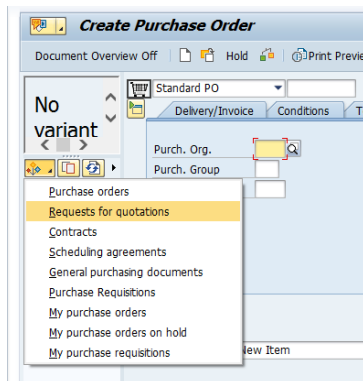 Create Purchase Order
Document Overview Off Hold Print Previe
No variant
Standard PO
Delivery/Invoice Conditions T
Purch. Org.
Purch. Group
Purchase orders
Requests for quotations
Contracts
Scheduling agreements
General purchasing documents
Purchase Requisitions
My purchase orders
My purchase orders on hold
My purchase requisitions
New Item